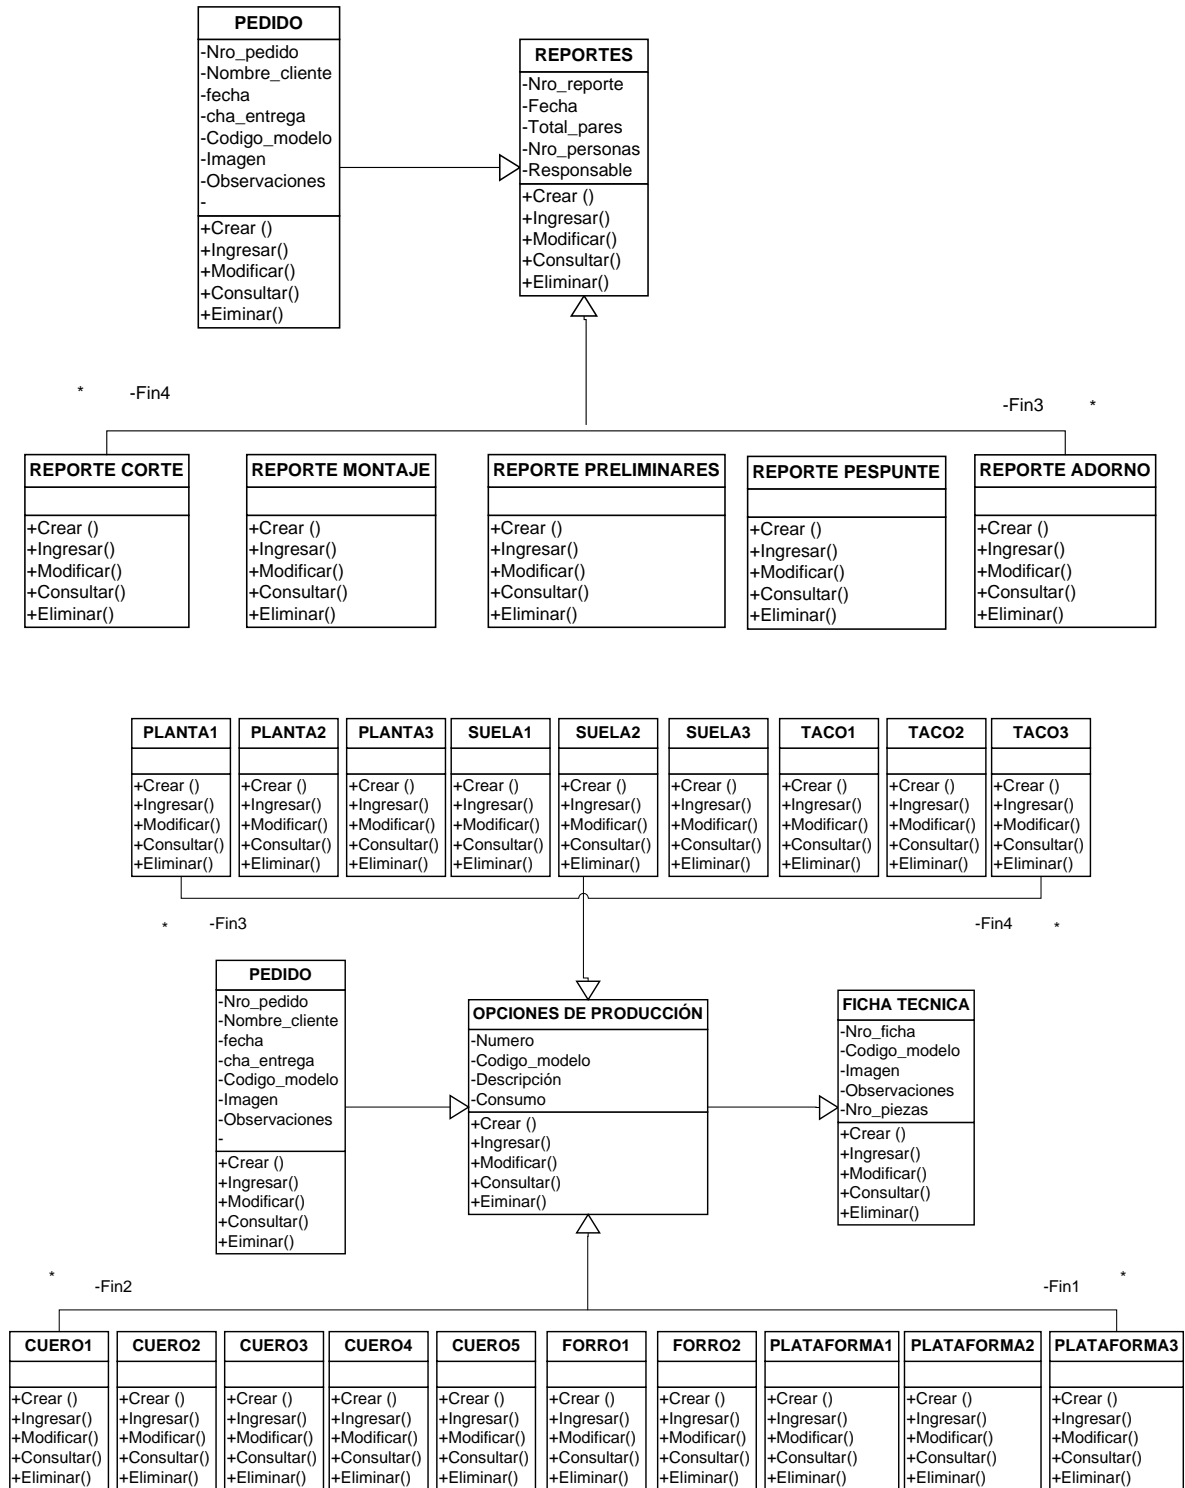 PEDIDO
-Nro_pedido
-Nombre_cliente
-fecha
-cha_entrega
-Codigo_modelo
-Imagen
-Observaciones
-
+Crear ()
+Ingresar()
+Modificar()
+Consultar()
+Eiminar()
REPORTES
-Nro_reporte
-Fecha
-Total_pares
-Nro_personas
-Responsable
+Crear ()
+Ingresar()
+Modificar()
+Consultar()
+Eliminar()
* -Fin4
-Fin3 *
REPORTE CORTE
+Crear ()
+Ingresar()
+Modificar()
+Consultar()
+Eliminar()
REPORTE MONTAJE
+Crear ()
+Ingresar()
+Modificar()
+Consultar()
+Eliminar()
REPORTE PRELIMINARES
+Crear ()
+Ingresar()
+Modificar()
+Consultar()
+Eliminar()
REPORTE PESPUNTE
+Crear ()
+Ingresar()
+Modificar()
+Consultar()
+Eliminar()
REPORTE ADORNO
+Crear ()
+Ingresar()
+Modificar()
+Consultar()
+Eliminar()
PLANTA1
+Crear ()
+Ingresar()
+Modificar()
+Consultar()
+Eliminar()
PLANTA2
+Crear ()
+Ingresar()
+Modificar()
+Consultar()
+Eliminar()
PLANTA3
+Crear ()
+Ingresar()
+Modificar()
+Consultar()
+Eliminar()
SUELA1
+Crear ()
+Ingresar()
+Modificar()
+Consultar()
+Eliminar()
SUELA2
+Crear ()
+Ingresar()
+Modificar()
+Consultar()
+Eliminar()
SUELA3
+Crear ()
+Ingresar()
+Modificar()
+Consultar()
+Eliminar()
TACO1
+Crear ()
+Ingresar()
+Modificar()
+Consultar()
+Eliminar()
TACO2
+Crear ()
+Ingresar()
+Modificar()
+Consultar()
+Eliminar()
TACO3
+Crear ()
+Ingresar()
+Modificar()
+Consultar()
+Eliminar()
* -Fin3
-Fin4 *
PEDIDO
-Nro_pedido
-Nombre_cliente
-fecha
-cha_entrega
-Codigo_modelo
-Imagen
-Observaciones
-
+Crear ()
+Ingresar()
+Modificar()
+Consultar()
+Eiminar()
OPCIONES DE PRODUCCIÓN
-Numero
-Codigo_modelo
-Descripción
-Consumo
+Crear ()
+Ingresar()
+Modificar()
+Consultar()
+Eiminar()
FICHA TECNICA
-Nro_ficha
-Codigo_modelo
-Imagen
-Observaciones
-Nro_piezas
+Crear ()
+Ingresar()
+Modificar()
+Consultar()
+Eliminar()
* -Fin2
-Fin1 *
CUERO1
+Crear ()
+Ingresar()
+Modificar()
+Consultar()
+Eliminar()
CUERO2
+Crear ()
+Ingresar()
+Modificar()
+Consultar()
+Eliminar()
CUERO3
+Crear ()
+Ingresar()
+Modificar()
+Consultar()
+Eliminar()
CUERO4
+Crear ()
+Ingresar()
+Modificar()
+Consultar()
+Eliminar()
CUERO5
+Crear ()
+Ingresar()
+Modificar()
+Consultar()
+Eliminar()
FORRO1
+Crear ()
+Ingresar()
+Modificar()
+Consultar()
+Eliminar()
FORRO2
+Crear ()
+Ingresar()
+Modificar()
+Consultar()
+Eliminar()
PLATAFORMA1
+Crear ()
+Ingresar()
+Modificar()
+Consultar()
+Eliminar()
PLATAFORMA2
+Crear ()
+Ingresar()
+Modificar()
+Consultar()
+Eliminar()
PLATAFORMA3
+Crear ()
+Ingresar()
+Modificar()
+Consultar()
+Eliminar()